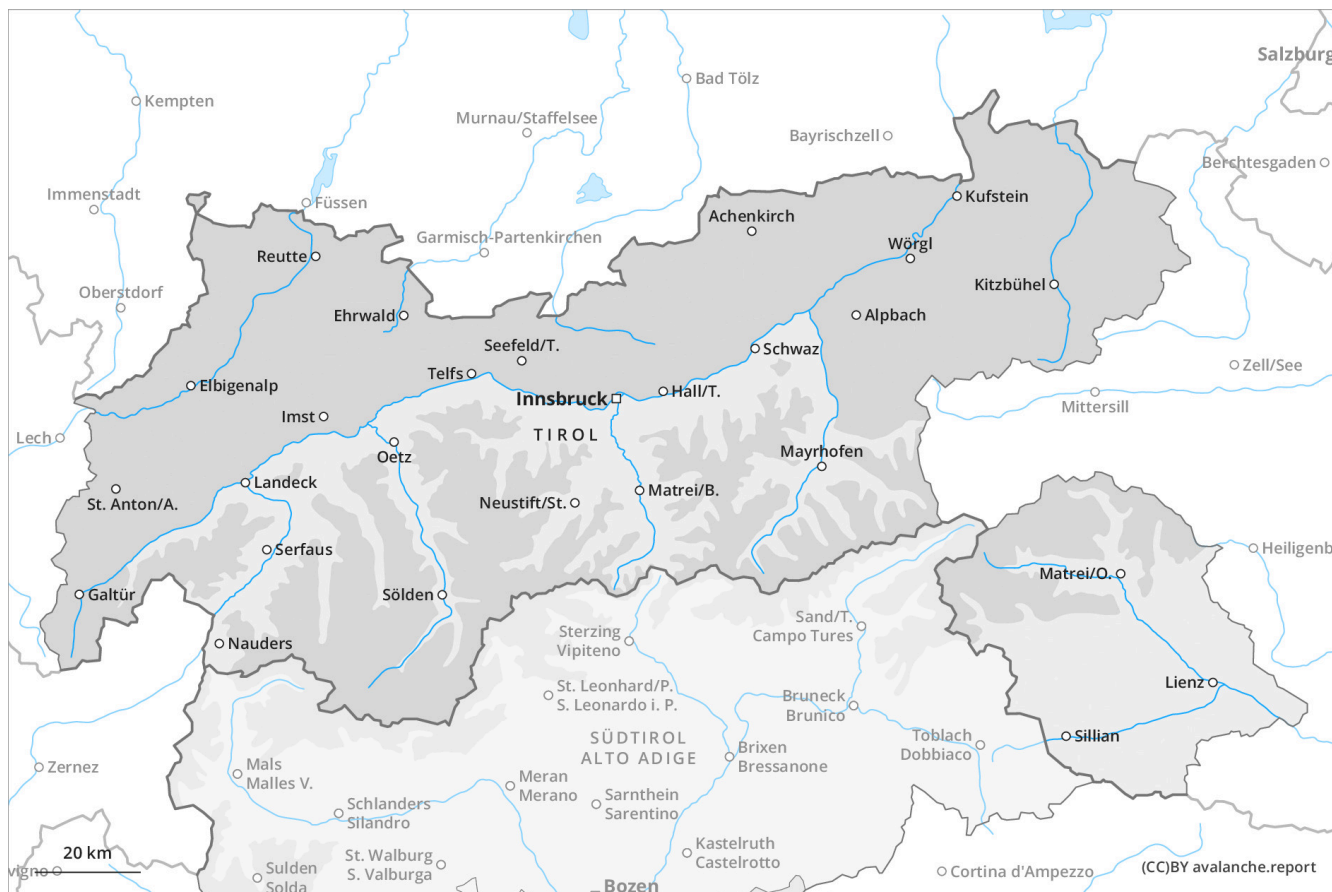 Salzburg
Kempten
Bad Tölz
Murnau/Staffelsee
Bayrischzell
Berchtesgaden
Immenstadt
Füssen
Kufstein
Achenkirch
Garmisch-Partenkirchen
Wörgl
Reutte
Oberstdorf
Kitzbühel
Ehrwald
Alpbach
Seefeld/T.
Schwaz
Zell/See
Telfs
Elbigenalp
Innsbruck
Hall/T.
Mittersill
Imst
Lech
TIROL
Oetz
Mayrhofen
Landeck
Matrei/B.
St. Anton/A.
Neustift/St.
Serfaus
Heiligenb
Matrei/O.
Galtür
Sölden
Sand/T.
Campo Tures
Sterzing
Vipiteno
Nauders
Lienz
St. Leonhard/P.
S. Leonardo i. P.
Bruneck
Brunico
SÜDTIROL
ALTO ADIGE
Sillian
Toblach
Dobbiaco
Brixen
Bressanone
Zernez
Mals
Malles V.
Meran
Merano
Sarnthein
Sarentino
Schlanders
Silandro
Kastelruth
Castelrotto
20 km
St. Walburg
S. Valburga
vigno
Sulden
Solda
Cortina d'Ampezzo
(CC)BY avalanche.report
Bozen